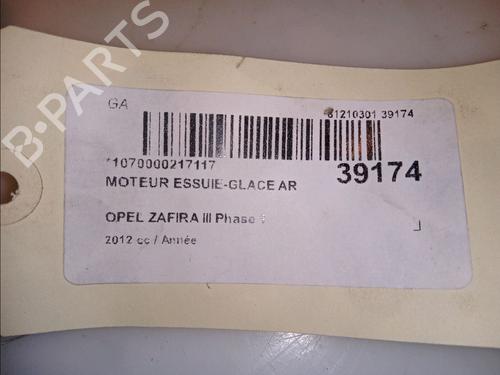 B-PARTS
GA
*1070000217117
61210301 39174
MOTEUR ESSUIE-GLACE AR
39174
OPEL ZAFIRA III Phase
2012 cc / Année